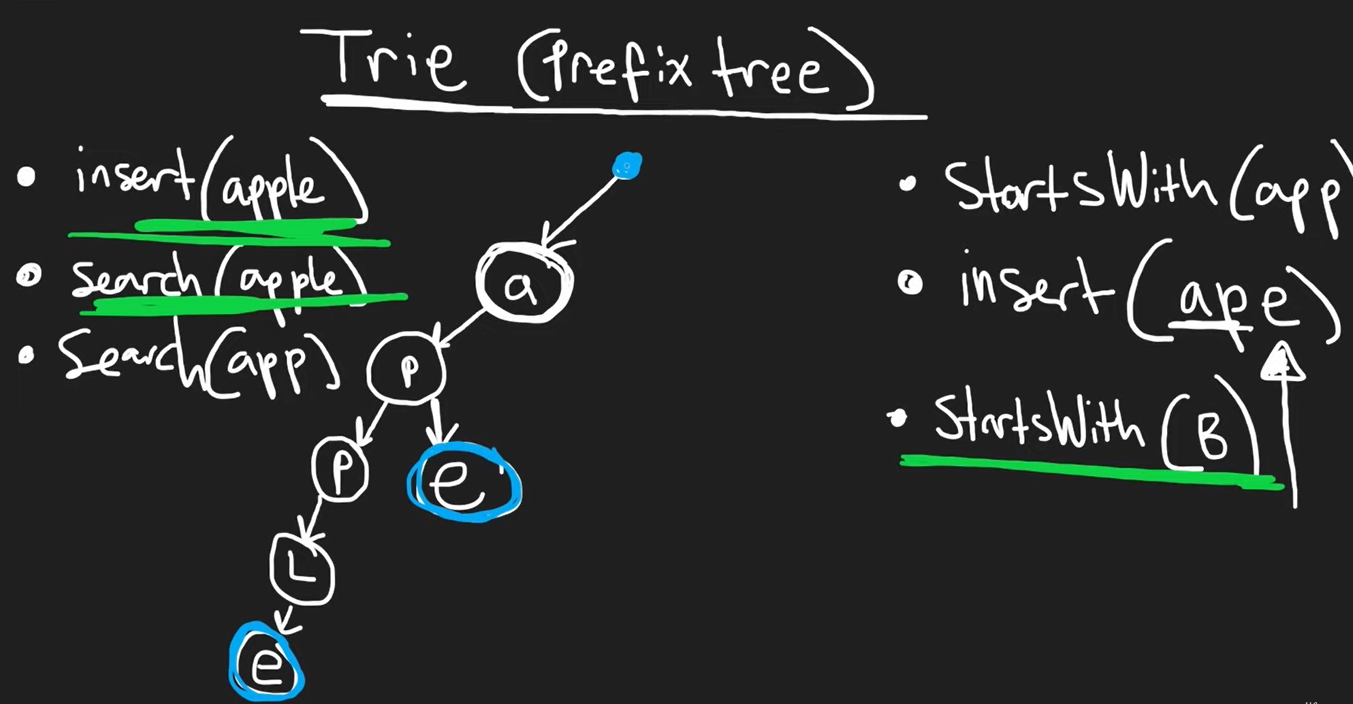 Trie (Prefix tree)
• insert(apple)
• search(apple)
• Search(app)
a
P
P
e
L
e
• StartsWith(app
• insert(ape)
• StartsWith(B)